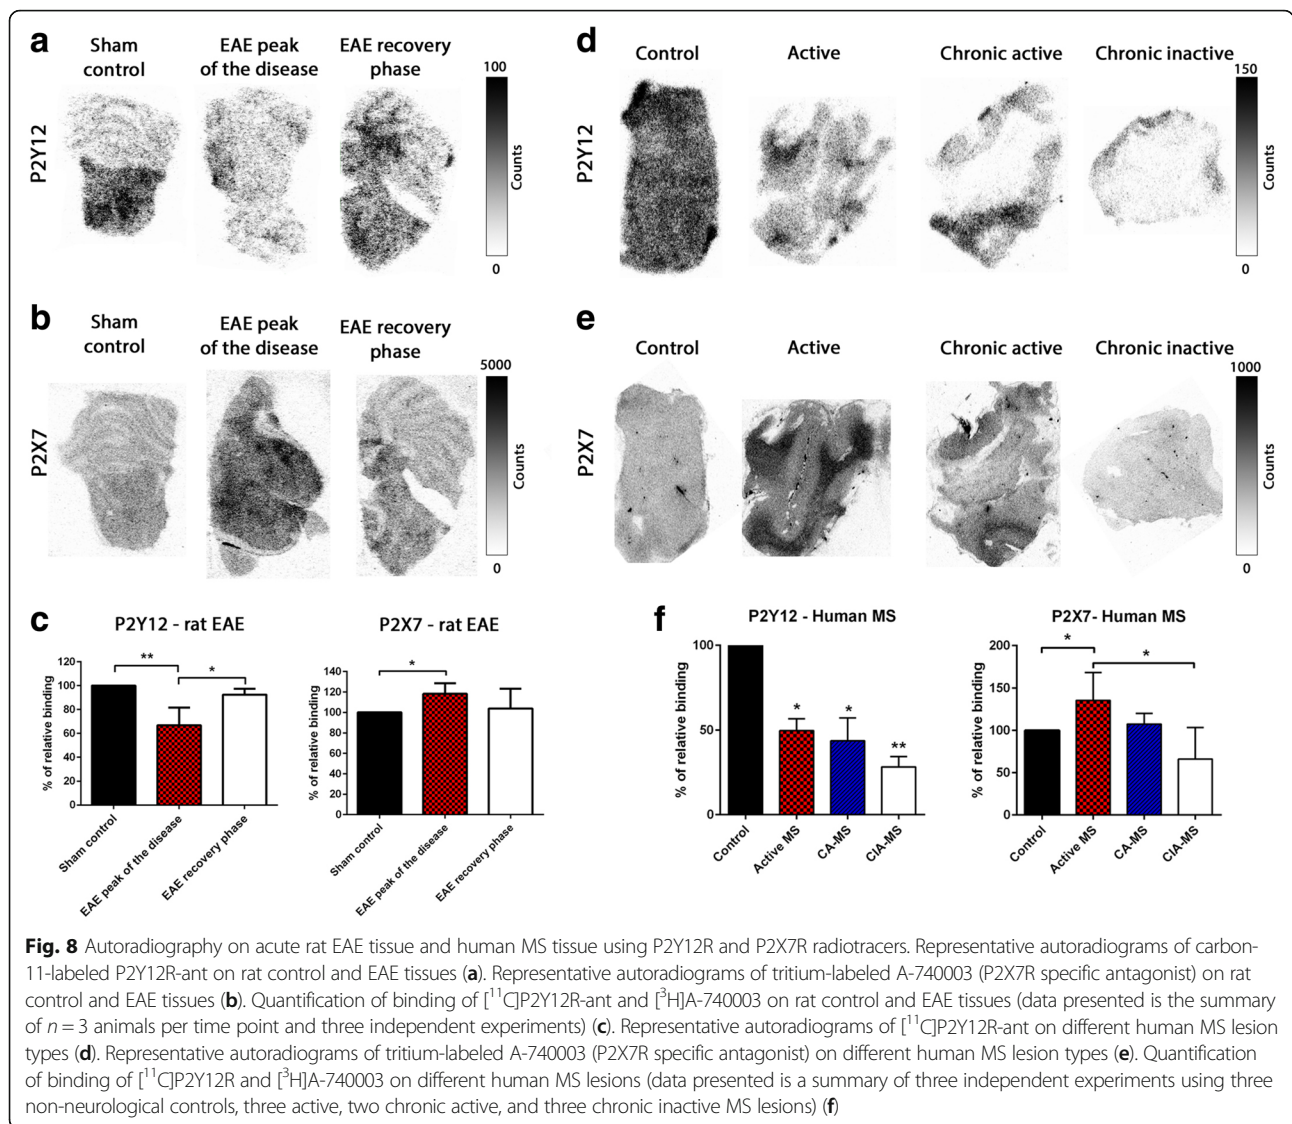 a
Sham
control
EAE peak
of the disease
EAE recovery
phase
100
Counts
0
P2Y12
b
Sham
control
EAE peak
of the disease
EAE recovery
phase
5000
Counts
0
P2X7
c
P2Y12 - rat EAE
% of relative binding
120
100
80
60
40
20
0
**
*
Sham control
EAE peak of the disease
EAE recovery phase
P2X7 - rat EAE
% of relative binding
140
120
100
80
60
40
20
0
*
Sham control
EAE peak of the disease
EAE recovery phase
d
Control
Active
Chronic active
Chronic inactive
150
Counts
0
P2Y12
e
Control
Active
Chronic active
Chronic inactive
1000
Counts
0
P2X7
f
P2Y12 - Human MS
% of relative binding
100
50
0
*
*
**
Control
Active MS
CA-MS
CIA-MS
P2X7- Human MS
% of relative binding
200
150
100
50
0
*
*
Control
Active MS
CA-MS
CIA-MS
Fig. 8 Autoradiography on acute rat EAE tissue and human MS tissue using P2Y12R and P2X7R radiotracers. Representative autoradiograms of carbon-
11-labeled P2Y12R-ant on rat control and EAE tissues (a). Representative autoradiograms of tritium-labeled A-740003 (P2X7R specific antagonist) on rat
control and EAE tissues (b). Quantification of binding of [¹¹C]P2Y12R-ant and [³H]A-740003 on rat control and EAE tissues (data presented is the summary
of n = 3 animals per time point and three independent experiments) (c). Representative autoradiograms of [¹¹C]P2Y12R-ant on different human MS lesion
types (d). Representative autoradiograms of tritium-labeled A-740003 (P2X7R specific antagonist) on different human MS lesion types (e). Quantification
of binding of [¹¹C]P2Y12R and [³H]A-740003 on different human MS lesions (data presented is a summary of three independent experiments using three
non-neurological controls, three active, two chronic active, and three chronic inactive MS lesions) (f)